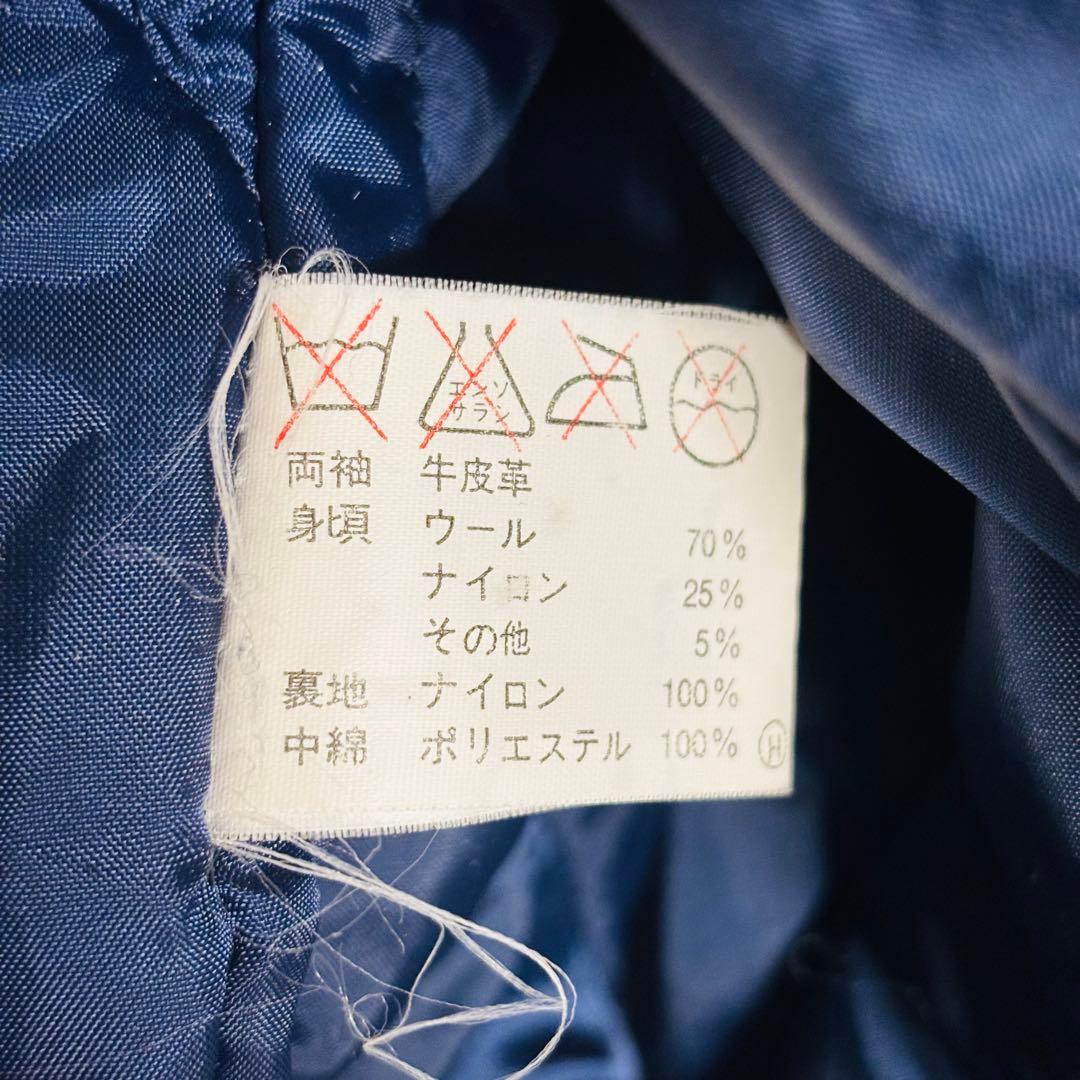 エンソ
サラシ
ドライ
両袖 牛皮革
身頃 ウール 70%
ナイロン 25%
その他 5%
裏地 ナイロン 100%
中綿 ポリエステル 100% Ⓗ